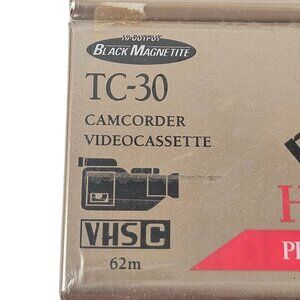 BLACK MAGNETITE
TC-30
CAMCORDER
VIDEOCASSETTE
VHS C
62m
H
P